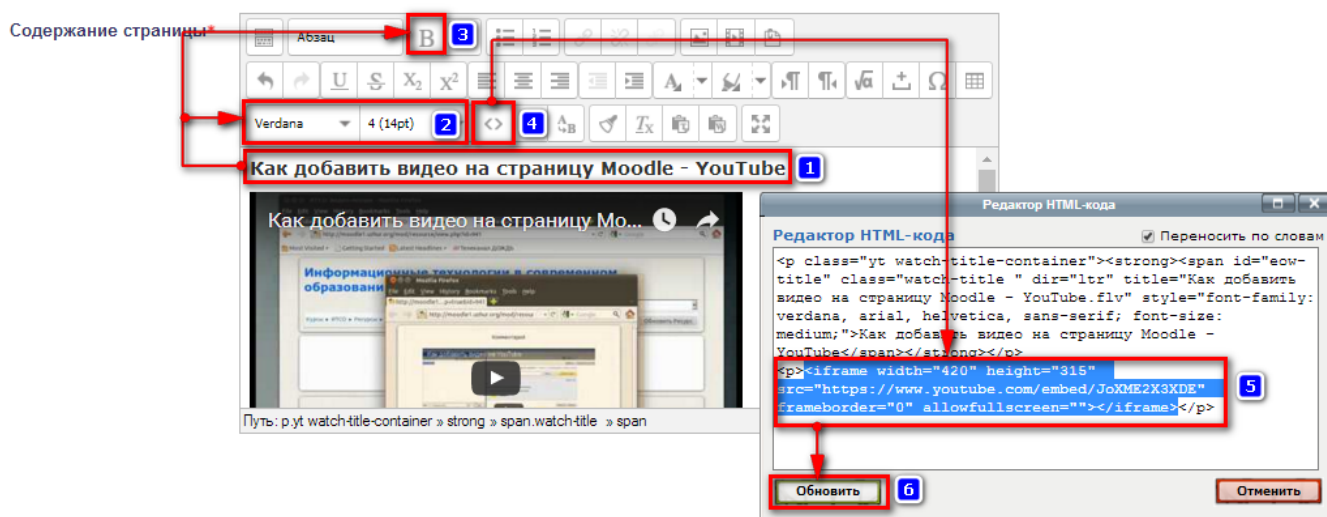 Содержание страницы*
Абзац
B
3
U S X₂ X²
Verdana
4 (14pt)
2
<>
4
Как добавить видео на страницу Moodle - YouTube
1
Как добавить видео на страницу Mo...
Информационные технологии в современном
образовани
Mozilla Firefox
Комментарий
Путь: p.yt watch-title-container » strong » span.watch-title » span
Редактор HTML-кода
Редактор HTML-кода
Переносить по словам
<p class="yt watch-title-container"><strong><span id="eow-
title" class="watch-title " dir="ltr" title="Как добавить
видео на страницу Moodle - YouTube.flv" style="font-family:
verdana, arial, helvetica, sans-serif; font-size:
medium;">Как добавить видео на страницу Moodle -
YouTube</span></strong></p>
<p><iframe width="420" height="315"
src="https://www.youtube.com/embed/JoXME2X3XDE"
frameborder="0" allowfullscreen=""></iframe></p>
5
Обновить
6
Отменить